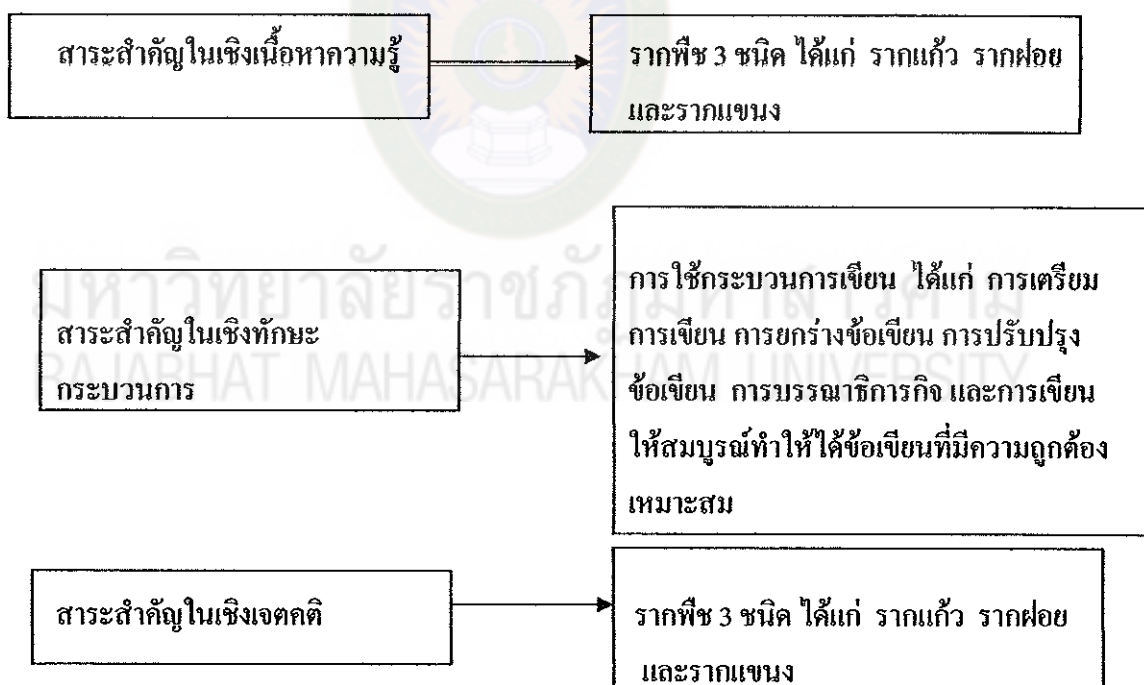 สาระสำคัญในเชิงเนื้อหาความรู้
รากพืช 3 ชนิด ได้แก่ รากแก้ว รากฝอย
และรากแขนง
มหาวิทยาลัยราชภัฏมหาสารคาม
RAJABHAT MAHASARAKHAM UNIVERSITY
สาระสำคัญในเชิงทักษะ
กระบวนการ
การใช้กระบวนการเขียน ได้แก่ การเตรียม
การเขียน การยกร่างข้อเขียน การปรับปรุง
ข้อเขียน การบรรณาธิการกิจ และการเขียน
ให้สมบูรณ์ทำให้ได้ข้อเขียนที่มีความถูกต้อง
เหมาะสม
สาระสำคัญในเชิงเจตคติ
รากพืช 3 ชนิด ได้แก่ รากแก้ว รากฝอย
และรากแขนง